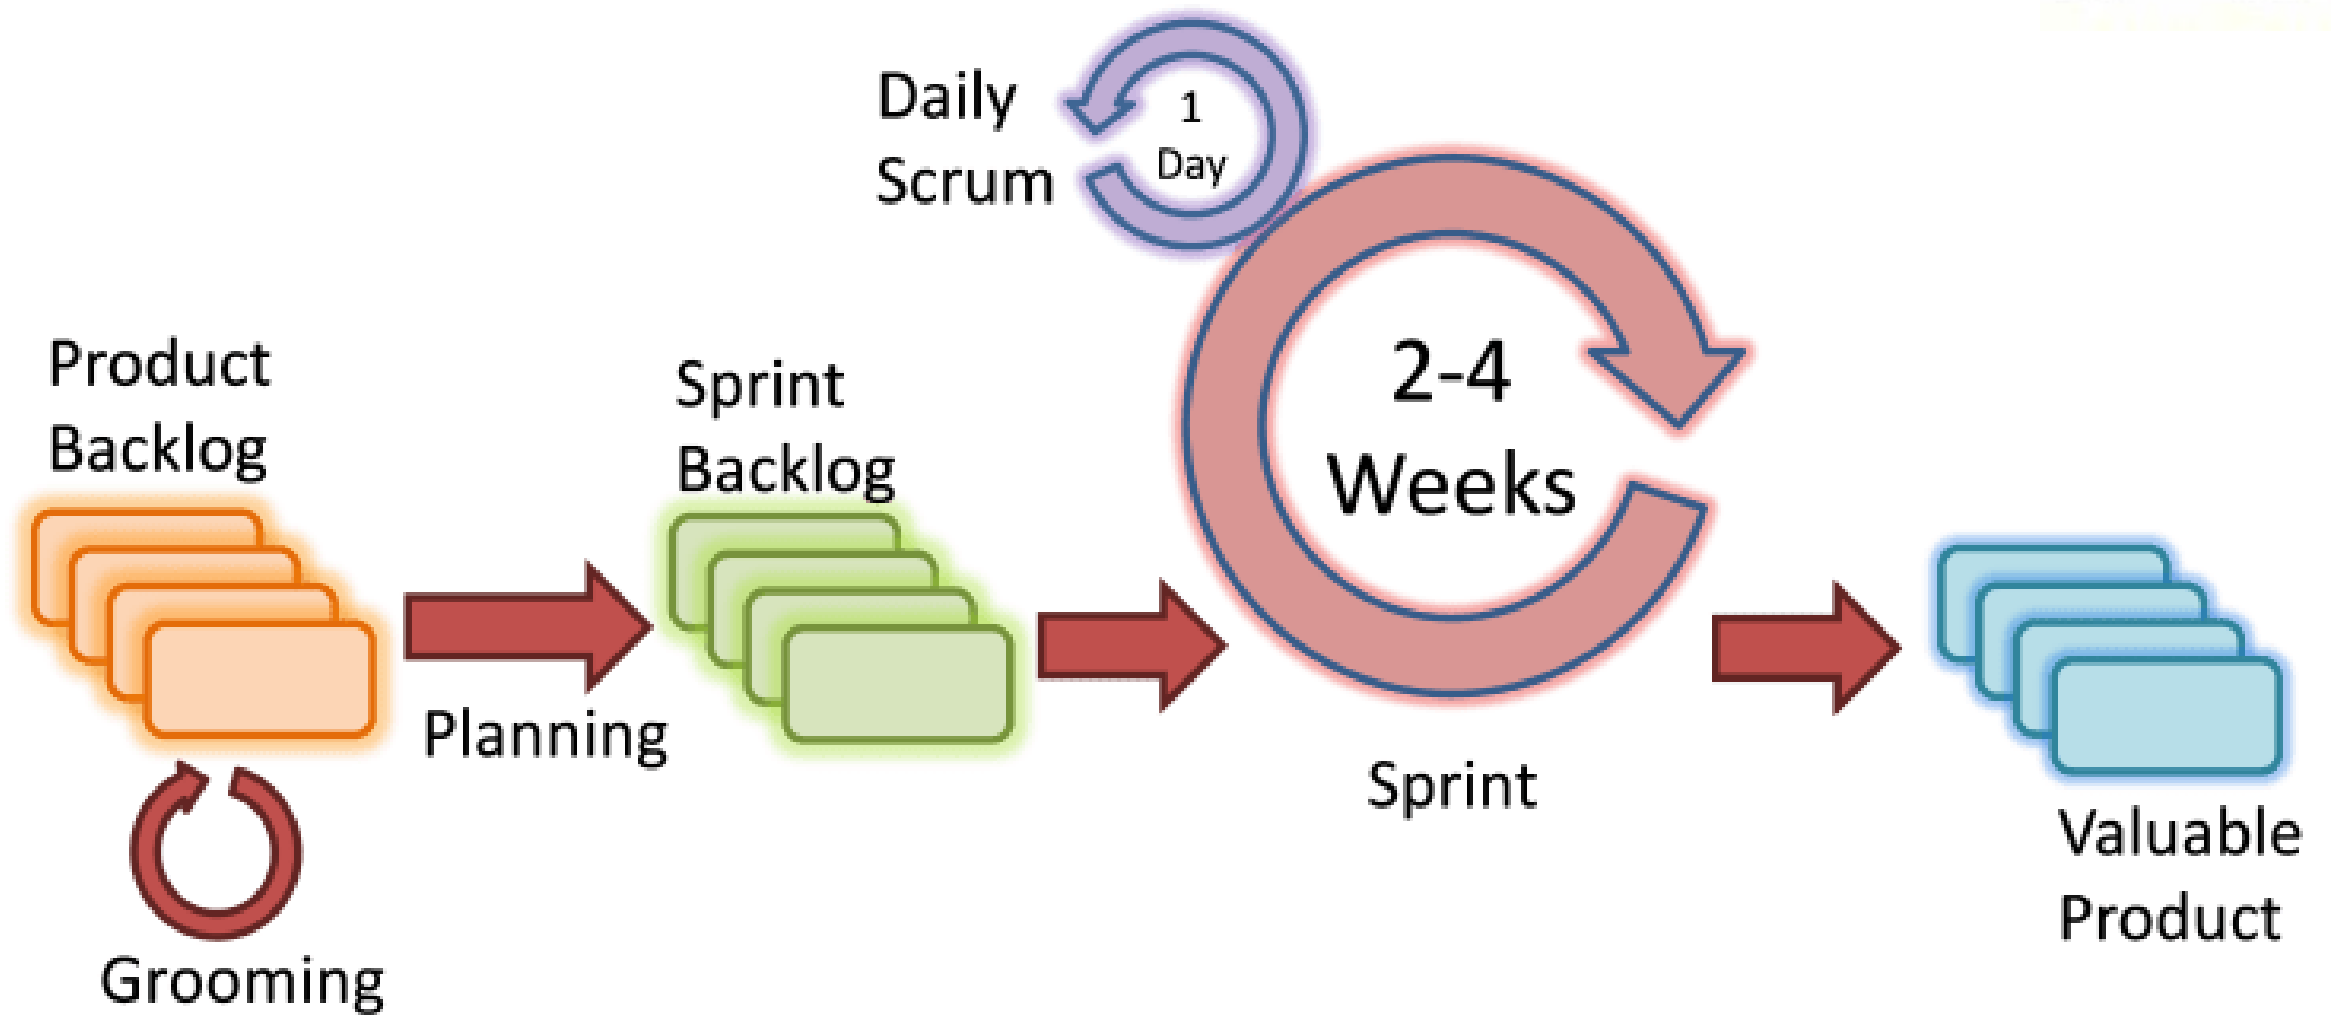 Daily
Scrum
1
Day
Product
Backlog
Sprint
Backlog
2-4
Weeks
Planning
Sprint
Valuable
Product
Grooming